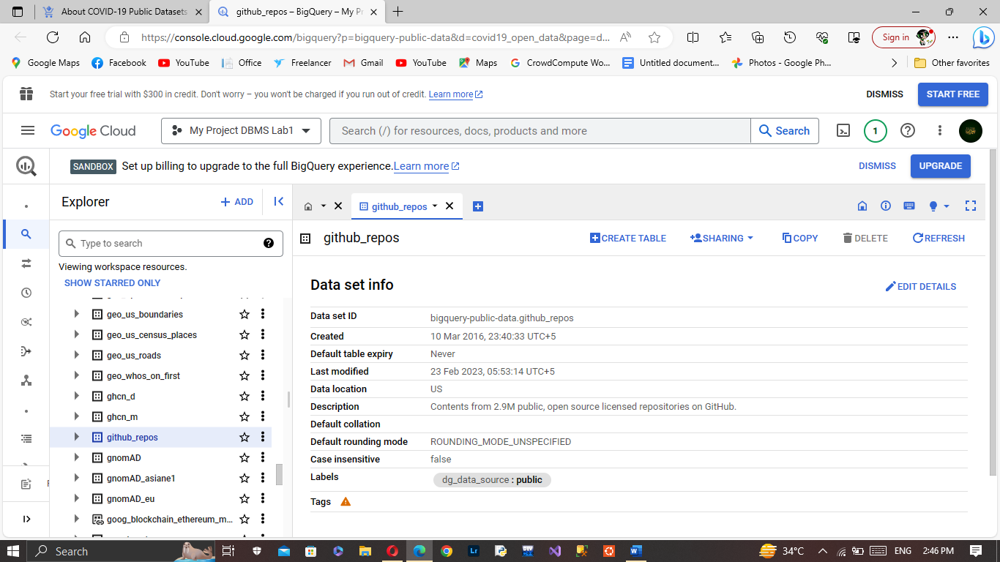 About COVID-19 Public Datasets
github_repos – BigQuery – My Pr
https://console.cloud.google.com/bigquery?p=bigquery-public-data&d=covid19_open_data&page=d...
Sign in
Google Maps Facebook YouTube Office Freelancer Gmail YouTube Maps CrowdCompute Wo... Untitled document... Photos - Google Ph... Other favorites
Start your free trial with $300 in credit. Don't worry – you won't be charged if you run out of credit. Learn more
DISMISS START FREE
Google Cloud My Project DBMS Lab1 Search (/) for resources, docs, products and more Search 1
SANDBOX Set up billing to upgrade to the full BigQuery experience. Learn more DISMISS UPGRADE
Explorer + ADD
Type to search
Viewing workspace resources.
SHOW STARRED ONLY
geo_us_boundaries
geo_us_census_places
geo_us_roads
geo_whos_on_first
ghcn_d
ghcn_m
github_repos
gnomAD
gnomAD_asiane1
gnomAD_eu
goog_blockchain_ethereum_m...
github_repos
github_repos CREATE TABLE SHARING COPY DELETE REFRESH
Data set info EDIT DETAILS
Data set ID bigquery-public-data.github_repos
Created 10 Mar 2016, 23:40:33 UTC+5
Default table expiry Never
Last modified 23 Feb 2023, 05:53:14 UTC+5
Data location US
Description Contents from 2.9M public, open source licensed repositories on GitHub.
Default collation
Default rounding mode ROUNDING_MODE_UNSPECIFIED
Case insensitive false
Labels dg_data_source : public
Tags
Search 34°C ENG 2:46 PM